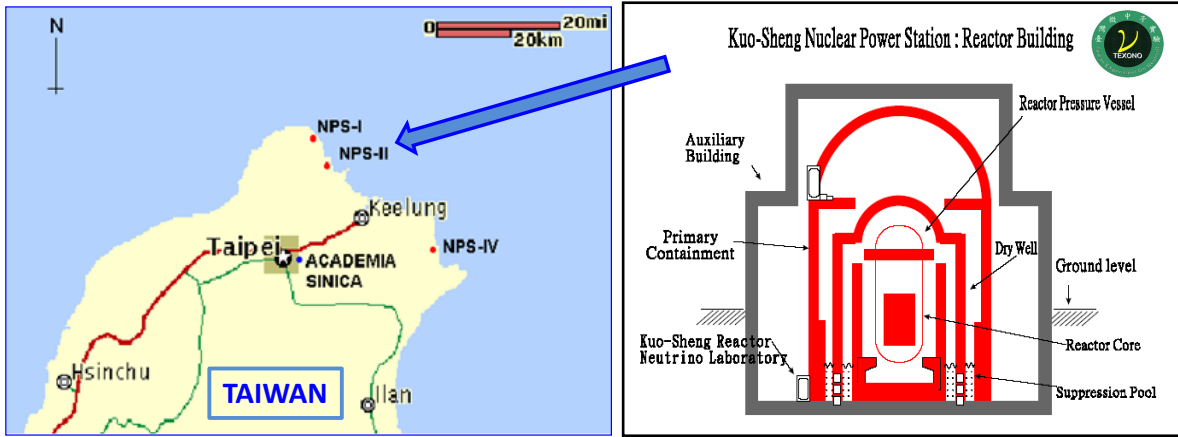 N
0
20mi
20km
NPS-I
NPS-II
Keelung
Taipei
NPS-IV
ACADEMIA
SINICA
Hsinchu
TAIWAN
Ilan
Kuo-Sheng Nuclear Power Station : Reactor Building
TEXONO
Reactor Pressure Vessel
Auxiliary
Building
Primary
Containment
Dry Well
Ground level
Kuo-Sheng Reactor
Neutrino Laboratory
Reactor Core
Suppression Pool